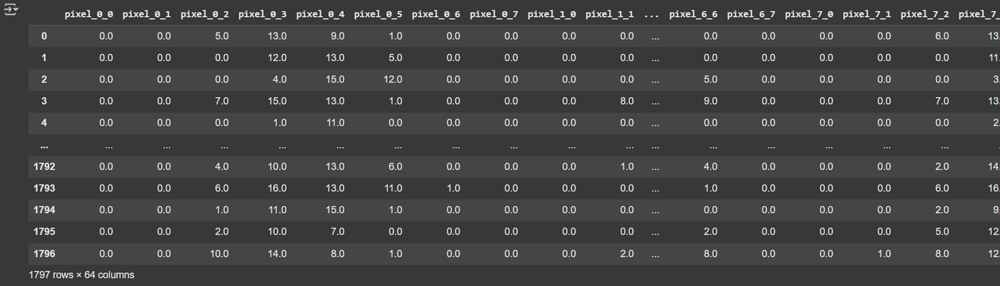 pixel_0_0 pixel_0_1 pixel_0_2 pixel_0_3 pixel_0_4 pixel_0_5 pixel_0_6 pixel_0_7 pixel_1_0 pixel_1_1 ... pixel_6_6 pixel_6_7 pixel_7_0 pixel_7_1 pixel_7_2 pixel_7_
0 0.0 0.0 5.0 13.0 9.0 1.0 0.0 0.0 0.0 0.0 ... 0.0 0.0 0.0 0.0 6.0 13.
1 0.0 0.0 0.0 12.0 13.0 5.0 0.0 0.0 0.0 0.0 ... 0.0 0.0 0.0 0.0 0.0 11.
2 0.0 0.0 0.0 4.0 15.0 12.0 0.0 0.0 0.0 0.0 ... 5.0 0.0 0.0 0.0 0.0 3.
3 0.0 0.0 7.0 15.0 13.0 1.0 0.0 0.0 0.0 8.0 ... 9.0 0.0 0.0 0.0 7.0 13.
4 0.0 0.0 0.0 1.0 11.0 0.0 0.0 0.0 0.0 0.0 ... 0.0 0.0 0.0 0.0 0.0 2.
... ... ... ... ... ... ... ... ... ... ... ... ... ... ... ... ...
1792 0.0 0.0 4.0 10.0 13.0 6.0 0.0 0.0 0.0 1.0 ... 4.0 0.0 0.0 0.0 2.0 14.
1793 0.0 0.0 6.0 16.0 13.0 11.0 1.0 0.0 0.0 0.0 ... 1.0 0.0 0.0 0.0 6.0 16.
1794 0.0 0.0 1.0 11.0 15.0 1.0 0.0 0.0 0.0 0.0 ... 0.0 0.0 0.0 0.0 2.0 9.
1795 0.0 0.0 2.0 10.0 7.0 0.0 0.0 0.0 0.0 0.0 ... 2.0 0.0 0.0 0.0 5.0 12.
1796 0.0 0.0 10.0 14.0 8.0 1.0 0.0 0.0 0.0 2.0 ... 8.0 0.0 0.0 1.0 8.0 12.
1797 rows × 64 columns